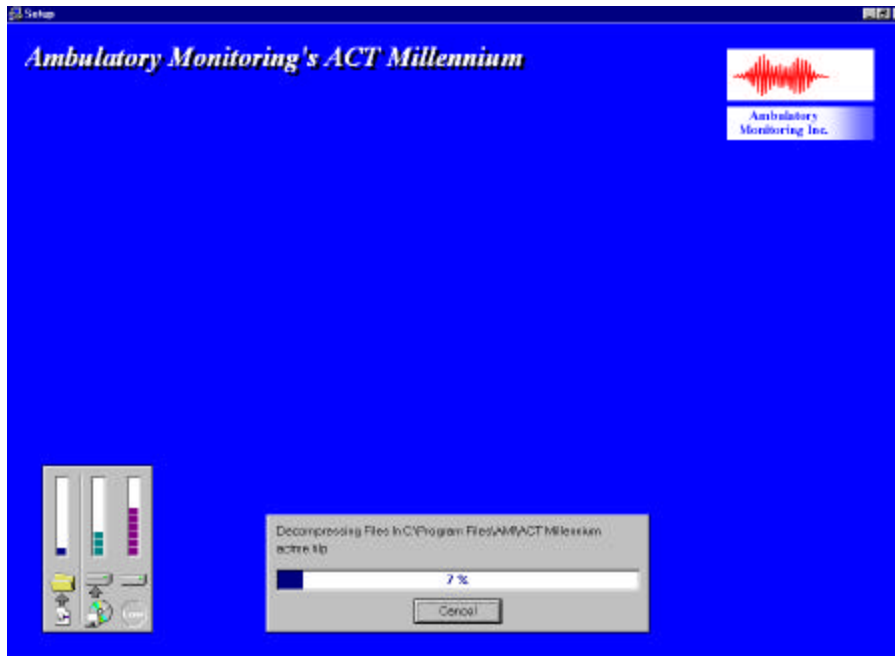 Setup
Ambulatory Monitoring's ACT Millennium
Ambulatory
Monitoring Inc.
Decompressing Files In C:\Program Files\AMI\ACT Millennium
7 %
Cancel